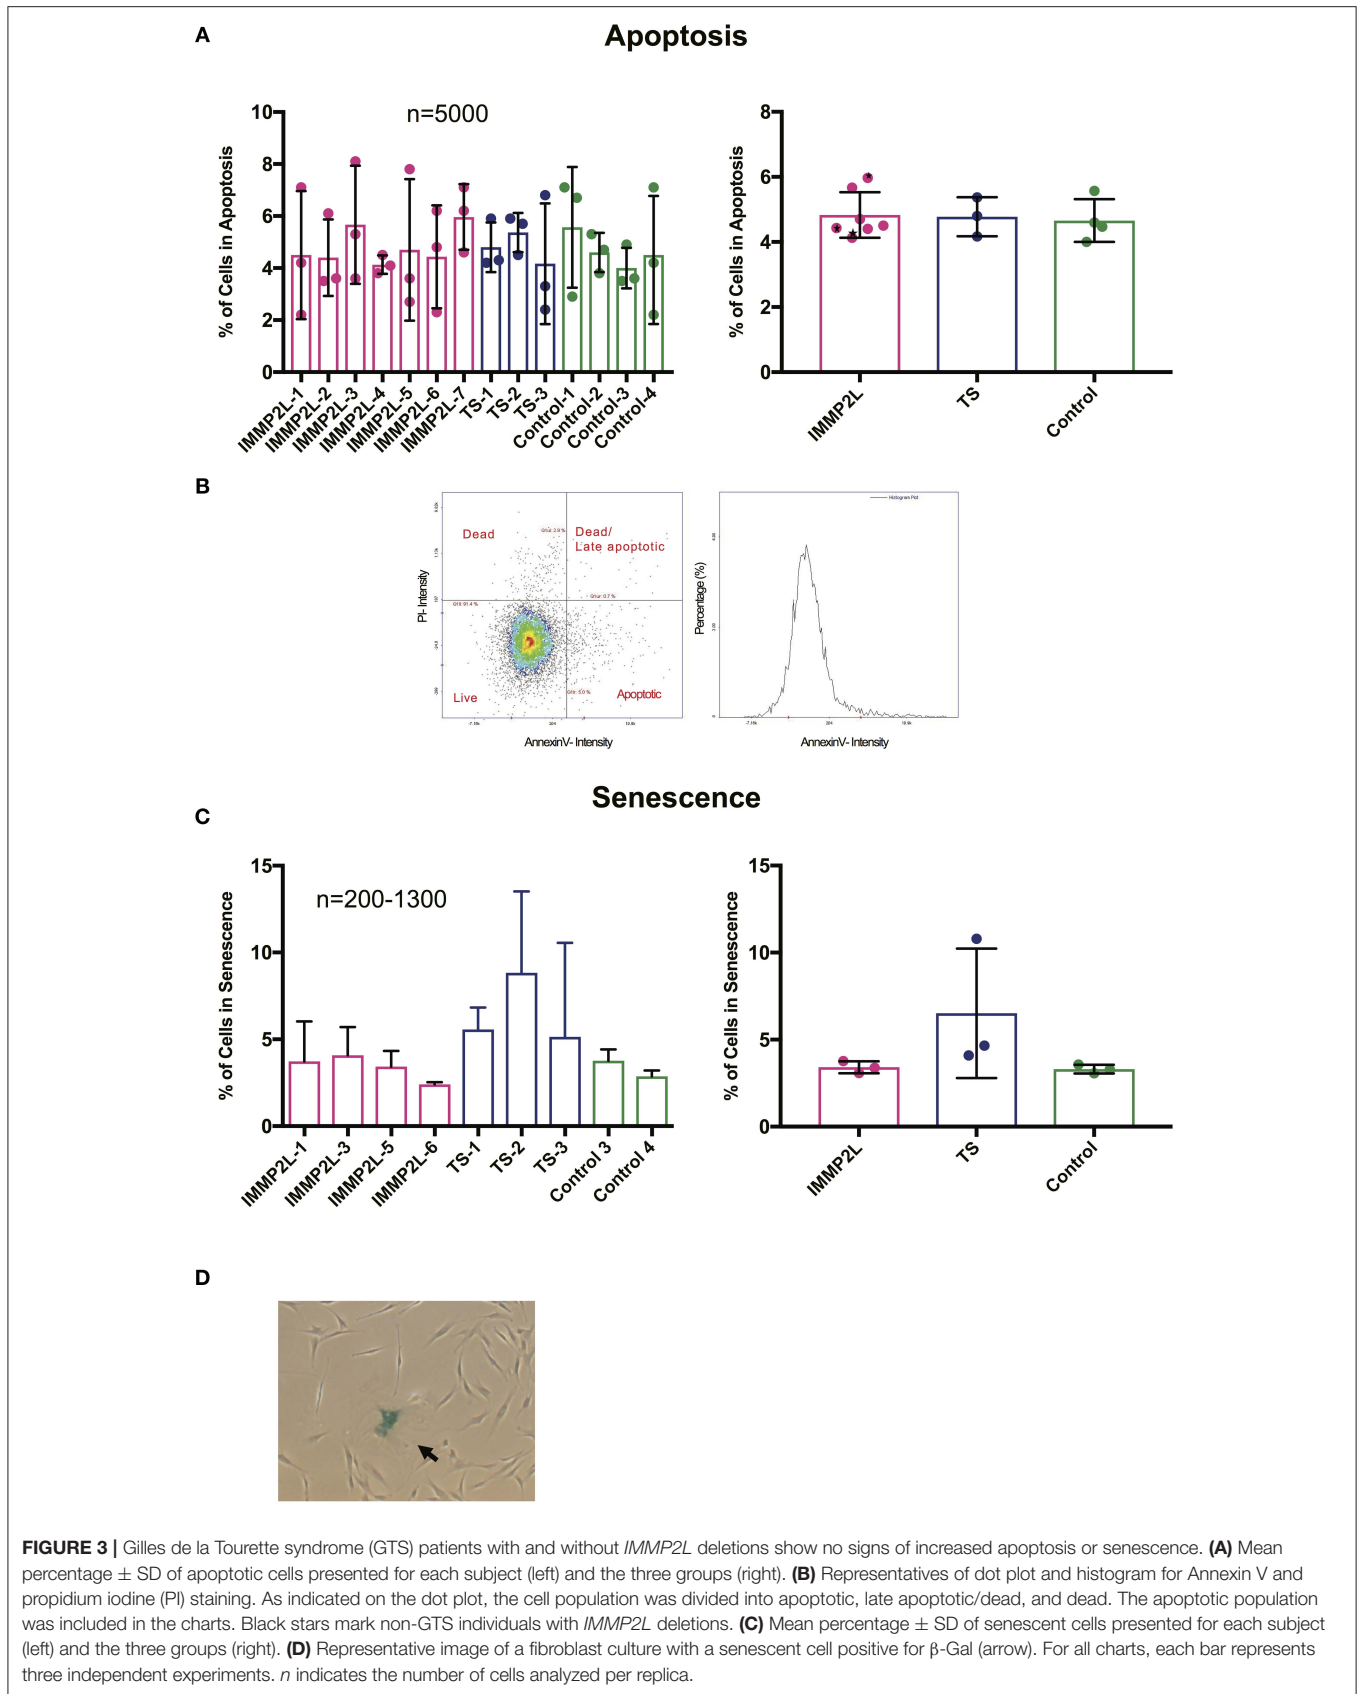 A
Apoptosis
n=5000
% of Cells in Apoptosis
10
8
6
4
2
0
IMMP2L-1
IMMP2L-2
IMMP2L-3
IMMP2L-4
IMMP2L-5
IMMP2L-6
IMMP2L-7
TS-1
TS-2
TS-3
Control-1
Control-2
Control-3
Control-4
% of Cells in Apoptosis
8
6
4
2
0
IMMP2L
TS
Control
B
PI- Intensity
Dead
Dead/
Late apoptotic
Live
Apoptotic
-7.16k
204
19.9k
AnnexinV- Intensity
Histogram Plot
Percentage (%)
-7.16k
204
19.9k
AnnexinV- Intensity
Senescence
C
n=200-1300
% of Cells in Senescence
15
10
5
0
IMMP2L-1
IMMP2L-3
IMMP2L-5
IMMP2L-6
TS-1
TS-2
TS-3
Control 3
Control 4
% of Cells in Senescence
15
10
5
0
IMMP2L
TS
Control
D
FIGURE 3 | Gilles de la Tourette syndrome (GTS) patients with and without IMMP2L deletions show no signs of increased apoptosis or senescence. (A) Mean
percentage ± SD of apoptotic cells presented for each subject (left) and the three groups (right). (B) Representatives of dot plot and histogram for Annexin V and
propidium iodine (PI) staining. As indicated on the dot plot, the cell population was divided into apoptotic, late apoptotic/dead, and dead. The apoptotic population
was included in the charts. Black stars mark non-GTS individuals with IMMP2L deletions. (C) Mean percentage ± SD of senescent cells presented for each subject
(left) and the three groups (right). (D) Representative image of a fibroblast culture with a senescent cell positive for β-Gal (arrow). For all charts, each bar represents
three independent experiments. n indicates the number of cells analyzed per replica.